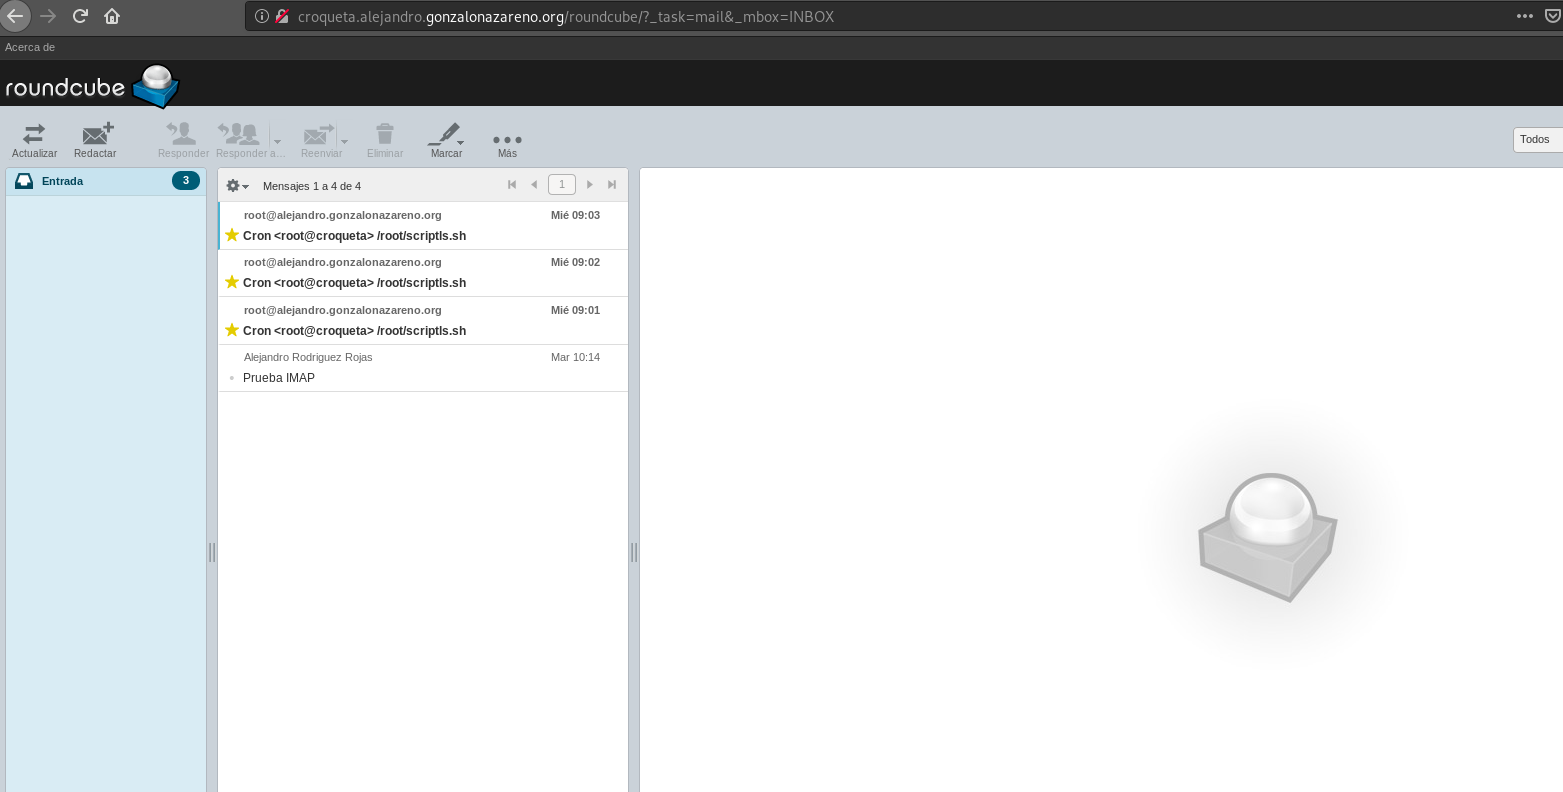 croqueta.alejandro.gonzalonazareno.org/roundcube/?_task=mail&_mbox=INBOX
Acerca de
roundcube
Actualizar Redactar Responder Responder a... Reenviar Eliminar Marcar Más Todos
Entrada 3
Mensajes 1 a 4 de 4 1
root@alejandro.gonzalonazareno.org Mié 09:03
Cron <root@croqueta> /root/scriptls.sh
root@alejandro.gonzalonazareno.org Mié 09:02
Cron <root@croqueta> /root/scriptls.sh
root@alejandro.gonzalonazareno.org Mié 09:01
Cron <root@croqueta> /root/scriptls.sh
Alejandro Rodriguez Rojas Mar 10:14
Prueba IMAP